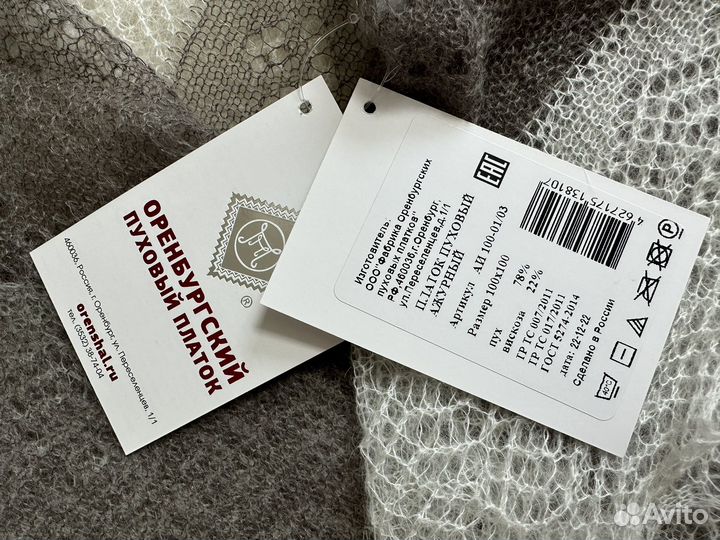 ОРЕНБУРГСКИЙ
ПУХОВЫЙ ПЛАТОК
®
460036, Россия, г. Оренбург, ул. Переселенцев, 1/1
orenshal.ru
тел. (3532) 38-74-04
Изготовитель:
ООО"Фабрика Оренбургских
пуховых платков"
РФ,460036,г.Оренбург,
ул.Переселенцев,д.1/1
ПЛАТОК ПУХОВЫЙ
АЖУРНЫЙ
Артикул АП 100-01/03
Размер 100х100
пух 78%
вискоза 22%
ТР ТС 007/2011
ТР ТС 017/2011
ГОСТ 5274-2014
дата: 22-12-22
Сделано в России
EAC
4 627175 138107
40°C
P
Avito